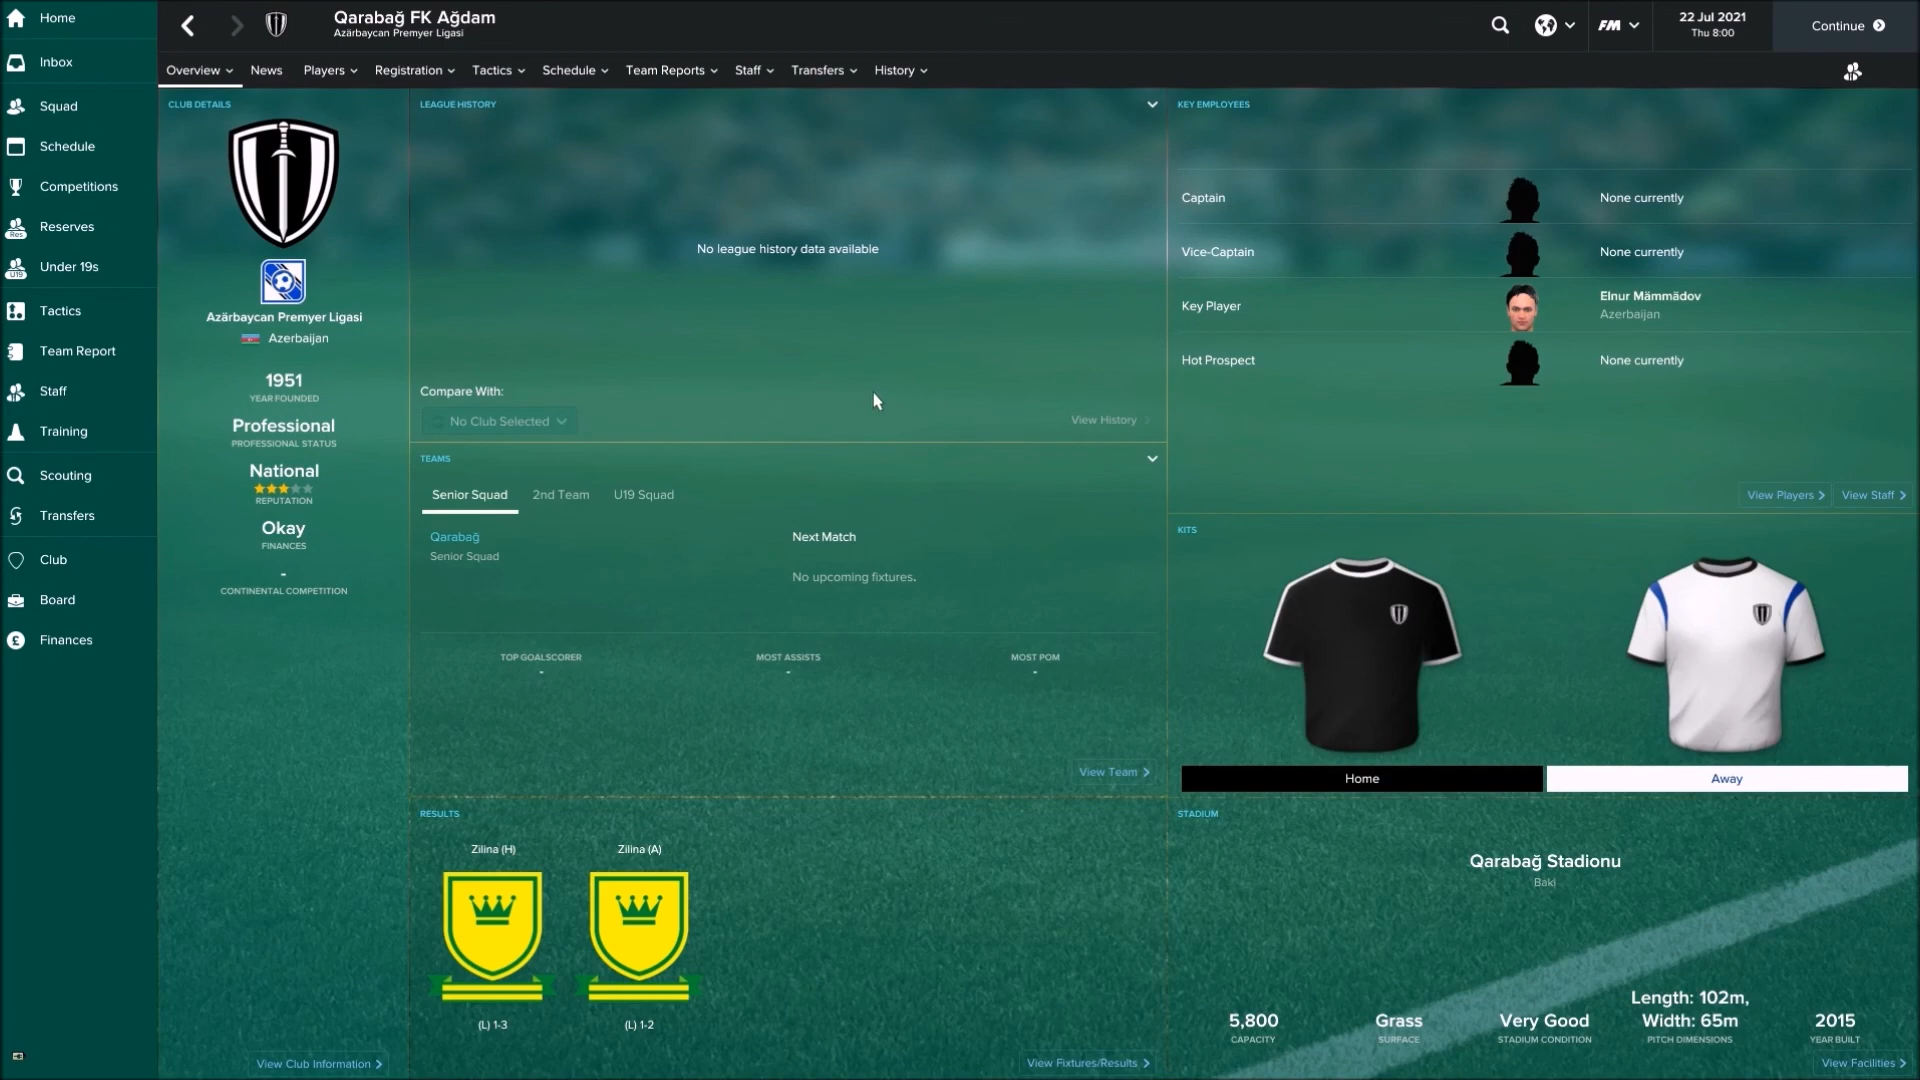 Home
Inbox
Squad
Schedule
Competitions
Reserves
Under 19s
Tactics
Team Report
Staff
Training
Scouting
Transfers
Club
Board
Finances
Res
U19
Qarabağ FK Ağdam
Azärbaycan Premyer Ligasi
FM
22 Jul 2021
Thu 8:00
Continue
Overview
News
Players
Registration
Tactics
Schedule
Team Reports
Staff
Transfers
History
CLUB DETAILS
Azärbaycan Premyer Ligasi
Azerbaijan
1951
YEAR FOUNDED
Professional
PROFESSIONAL STATUS
National
REPUTATION
Okay
FINANCES
-
CONTINENTAL COMPETITION
View Club Information
LEAGUE HISTORY
No league history data available
Compare With:
No Club Selected
View History
TEAMS
Senior Squad 2nd Team U19 Squad
Qarabağ
Senior Squad
Next Match
No upcoming fixtures.
TOP GOALSCORER
-
MOST ASSISTS
-
MOST POM
-
View Team
RESULTS
Zilina (H)
(L) 1-3
Zilina (A)
(L) 1-2
View Fixtures/Results
KEY EMPLOYEES
Captain
None currently
Vice-Captain
None currently
Key Player
Elnur Mämmädov
Azerbaijan
Hot Prospect
None currently
View Players
View Staff
KITS
Home
Away
STADIUM
Qarabağ Stadionu
Baki
5,800
CAPACITY
Grass
SURFACE
Very Good
STADIUM CONDITION
Length: 102m,
Width: 65m
PITCH DIMENSIONS
2015
YEAR BUILT
View Facilities